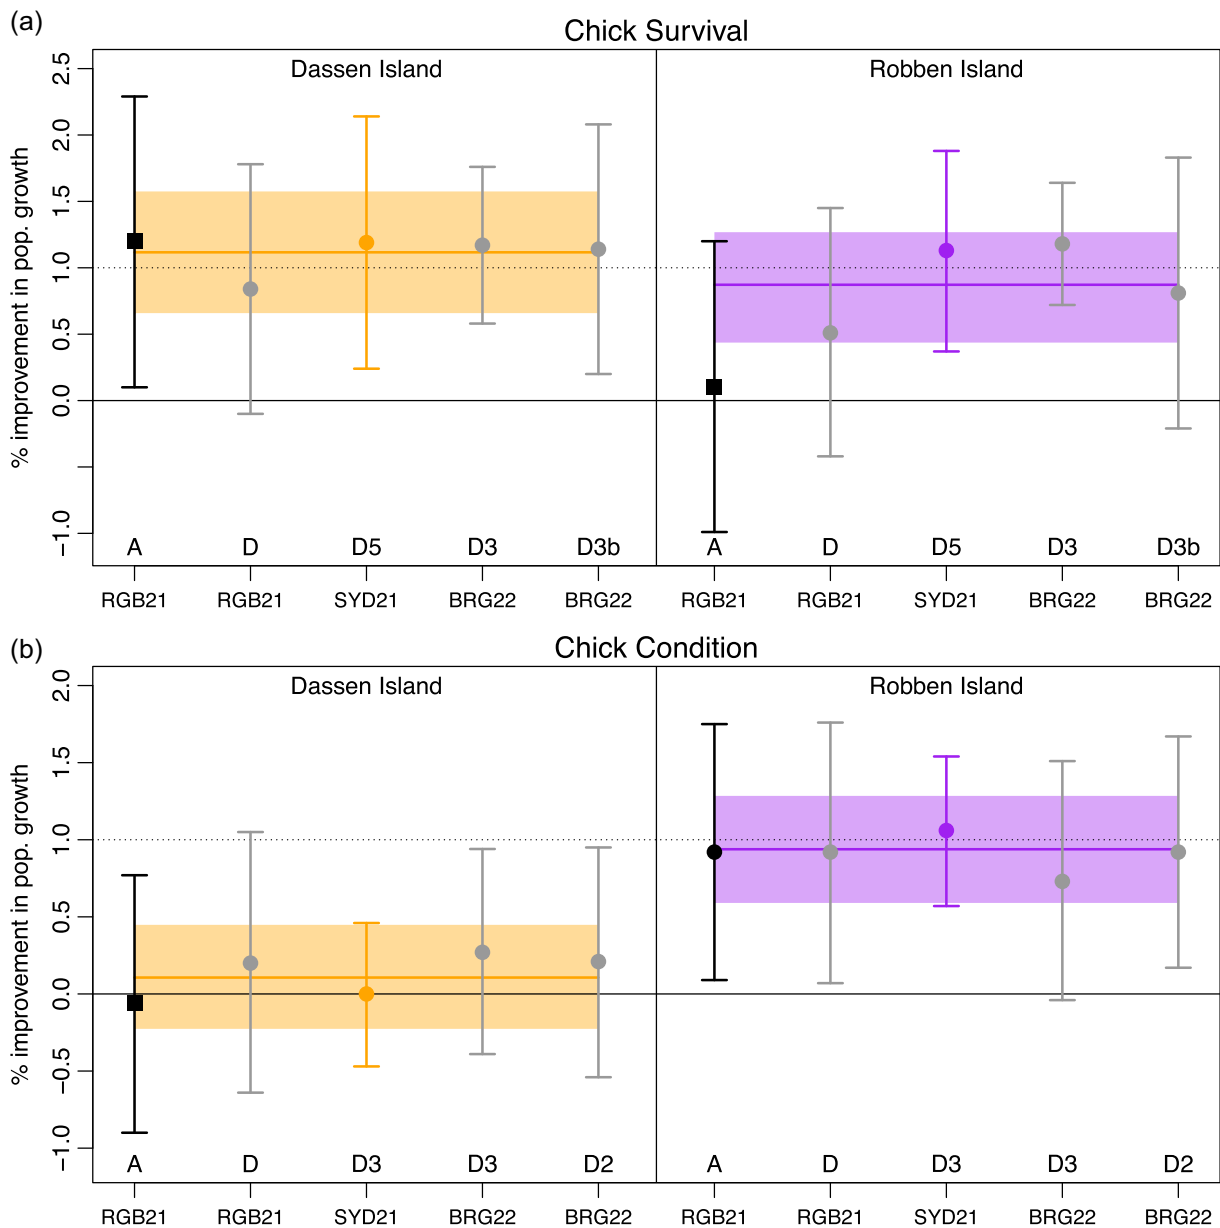 (a)
Chick Survival
Dassen Island
Robben Island
% improvement in pop. growth
2.5
2.0
1.5
1.0
0.5
0.0
−1.0
A D D5 D3 D3b A D D5 D3 D3b
RGB21 RGB21 SYD21 BRG22 BRG22 RGB21 RGB21 SYD21 BRG22 BRG22
(b)
Chick Condition
Dassen Island
Robben Island
% improvement in pop. growth
2.0
1.5
1.0
0.5
0.0
−0.5
−1.0
A D D3 D3 D2 A D D3 D3 D2
RGB21 RGB21 SYD21 BRG22 BRG22 RGB21 RGB21 SYD21 BRG22 BRG22